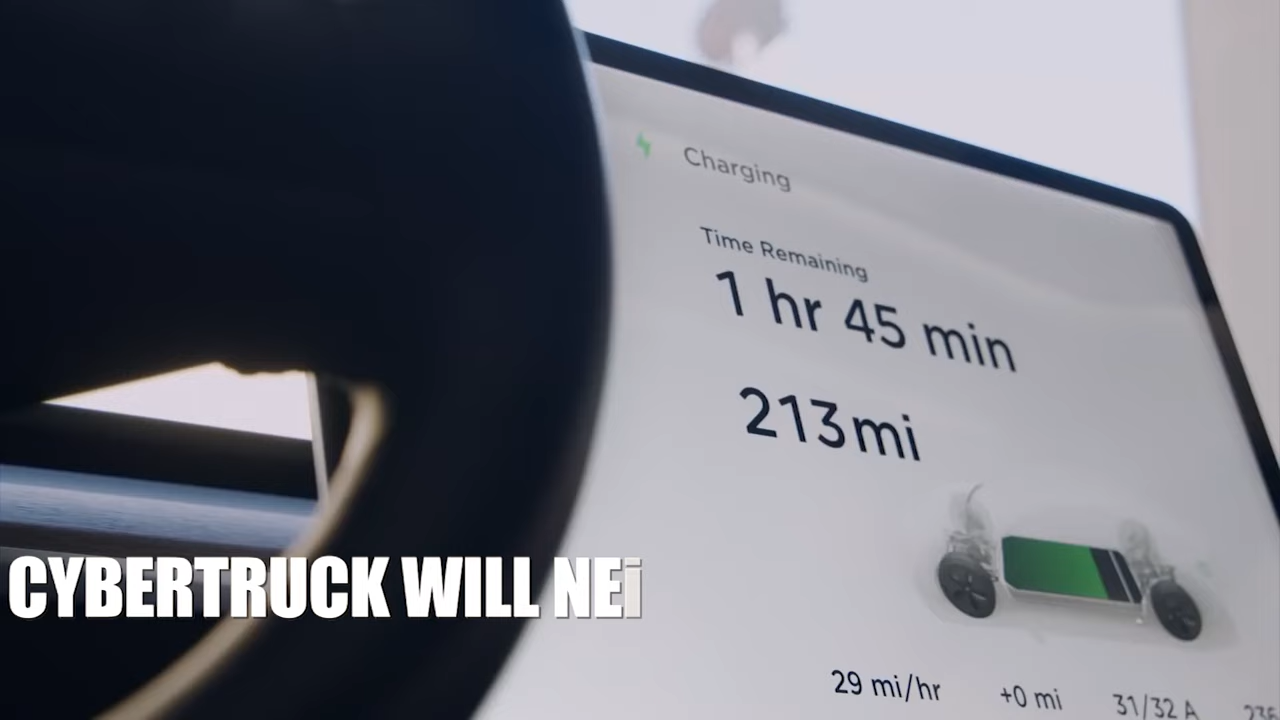 Charging
Time Remaining
1 hr 45 min
213mi
CYBERTRUCK WILL
29 mi/hr
+0 mi
31/32 A